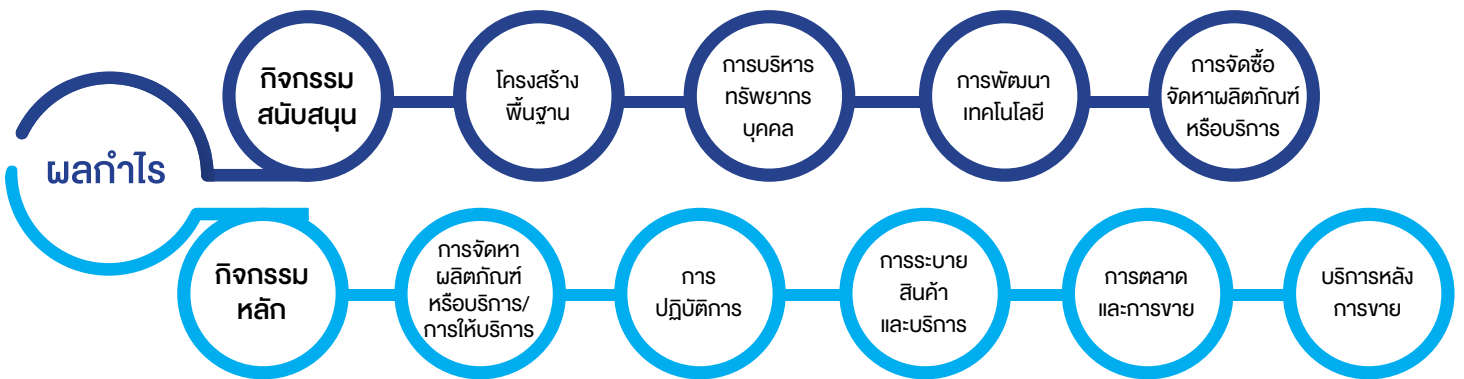 ผลกำไร
กิจกรรม
สนับสนุน
โครงสร้าง
พื้นฐาน
การบริหาร
ทรัพยากร
บุคคล
การพัฒนา
เทคโนโลยี
การจัดซื้อ
จัดหาผลิตภัณฑ์
หรือบริการ
กิจกรรม
หลัก
การจัดหา
ผลิตภัณฑ์
หรือบริการ/
การให้บริการ
การ
ปฏิบัติการ
การระบาย
สินค้า
และบริการ
การตลาด
และการขาย
บริการหลัง
การขาย